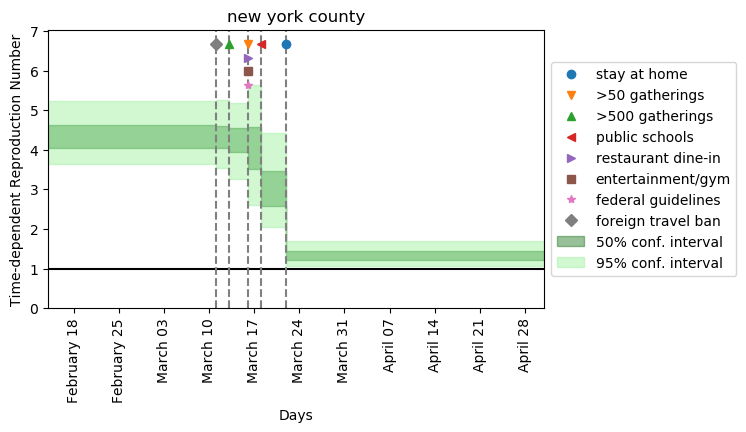 new york county
Time-dependent Reproduction Number
7
6
5
4
3
2
1
0
February 18
February 25
March 03
March 10
March 17
March 24
March 31
April 07
April 14
April 21
April 28
Days
stay at home
>50 gatherings
>500 gatherings
public schools
restaurant dine-in
entertainment/gym
federal guidelines
foreign travel ban
50% conf. interval
95% conf. interval